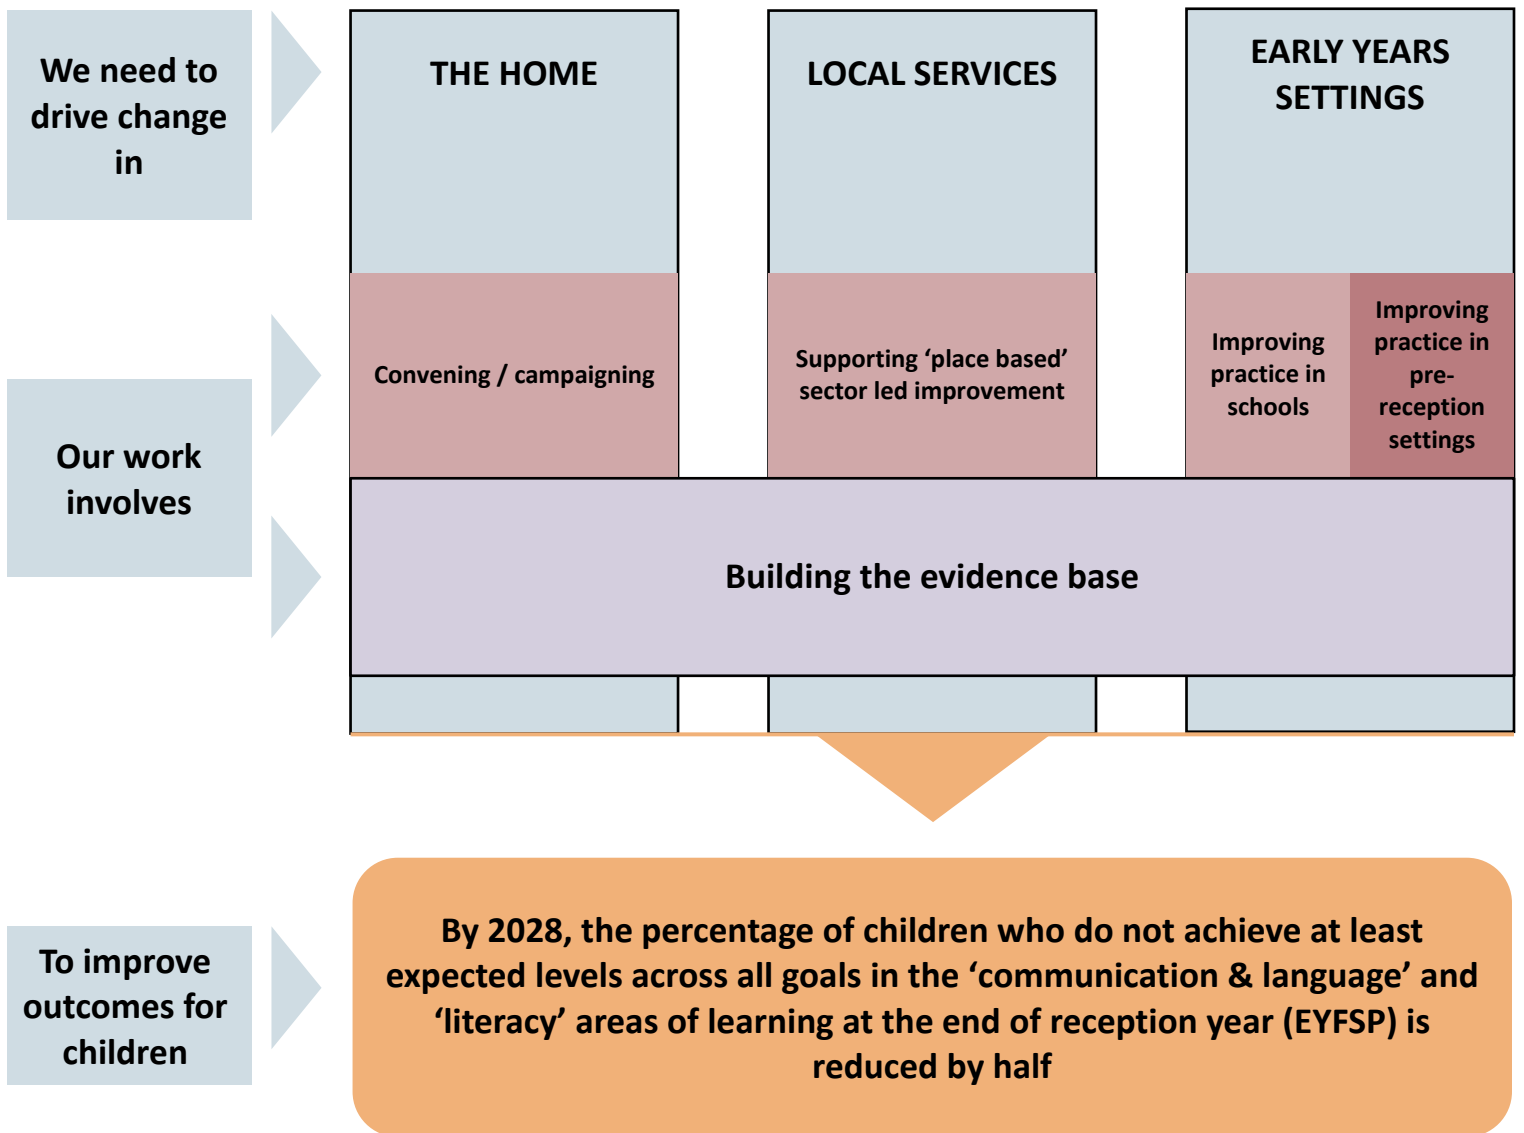 We need to
drive change
in
THE HOME
LOCAL SERVICES
EARLY YEARS
SETTINGS
Our work
involves
Convening / campaigning
Supporting ‘place based’
sector led improvement
Improving
practice in
schools
Improving
practice in
pre-
reception
settings
Building the evidence base
To improve
outcomes for
children
By 2028, the percentage of children who do not achieve at least
expected levels across all goals in the ‘communication & language’ and
‘literacy’ areas of learning at the end of reception year (EYFSP) is
reduced by half